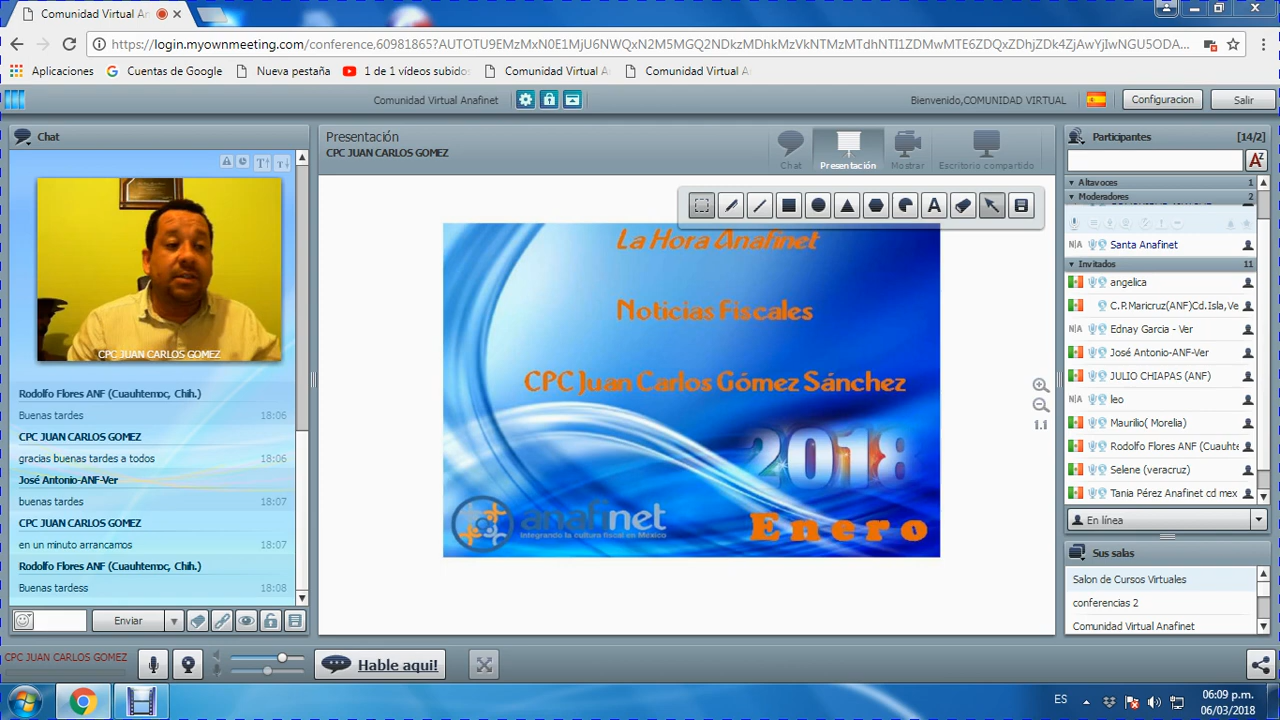 Comunidad Virtual Anaf
https://login.myownmeeting.com/conference,60981865?AUTOTU9EMzMxN0E1MjU6NWQxN2M5MGQ2NDkzMDhkMzVkNTMzMTdhNTI1ZDMwMTE6ZDQxZDhjZDk4ZjAwYjIwNGU5ODA...
Aplicaciones
Cuentas de Google
Nueva pestaña
1 de 1 vídeos subidos
Comunidad Virtual A
Comunidad Virtual A
Comunidad Virtual Anafinet
Bienvenido,COMUNIDAD VIRTUAL
Configuracion
Salir
Chat
CPC JUAN CARLOS GOMEZ
Rodolfo Flores ANF (Cuauhtemoc, Chih.)
Buenas tardes 18:06
CPC JUAN CARLOS GOMEZ
gracias buenas tardes a todos 18:06
José Antonio-ANF-Ver
buenas tardes 18:07
CPC JUAN CARLOS GOMEZ
en un minuto arrancamos 18:07
Rodolfo Flores ANF (Cuauhtemoc, Chih.)
Buenas tardess 18:08
Enviar
Presentación
CPC JUAN CARLOS GOMEZ
Chat
Presentación
Mostrar
Escritorio compartido
A
La Hora Anafinet
Noticias Fiscales
CPC Juan Carlos Gómez Sánchez
2018
Enero
anafinet
Integrando la cultura fiscal en México
1.1
Participantes [14/2]
Altavoces 1
Moderadores 2
N/A Santa Anafinet
Invitados 11
angelica
C.P.Maricruz(ANF)Cd.Isla,Ve
N/A Ednay Garcia - Ver
José Antonio-ANF-Ver
JULIO CHIAPAS (ANF)
N/A leo
Maurilio( Morelia)
Rodolfo Flores ANF (Cuauhte
Selene (veracruz)
Tania Pérez Anafinet cd mex
En línea
Sus salas
Salon de Cursos Virtuales
conferencias 2
Comunidad Virtual Anafinet
CPC JUAN CARLOS GOMEZ
Hable aqui!
ES
06:09 p.m.
06/03/2018